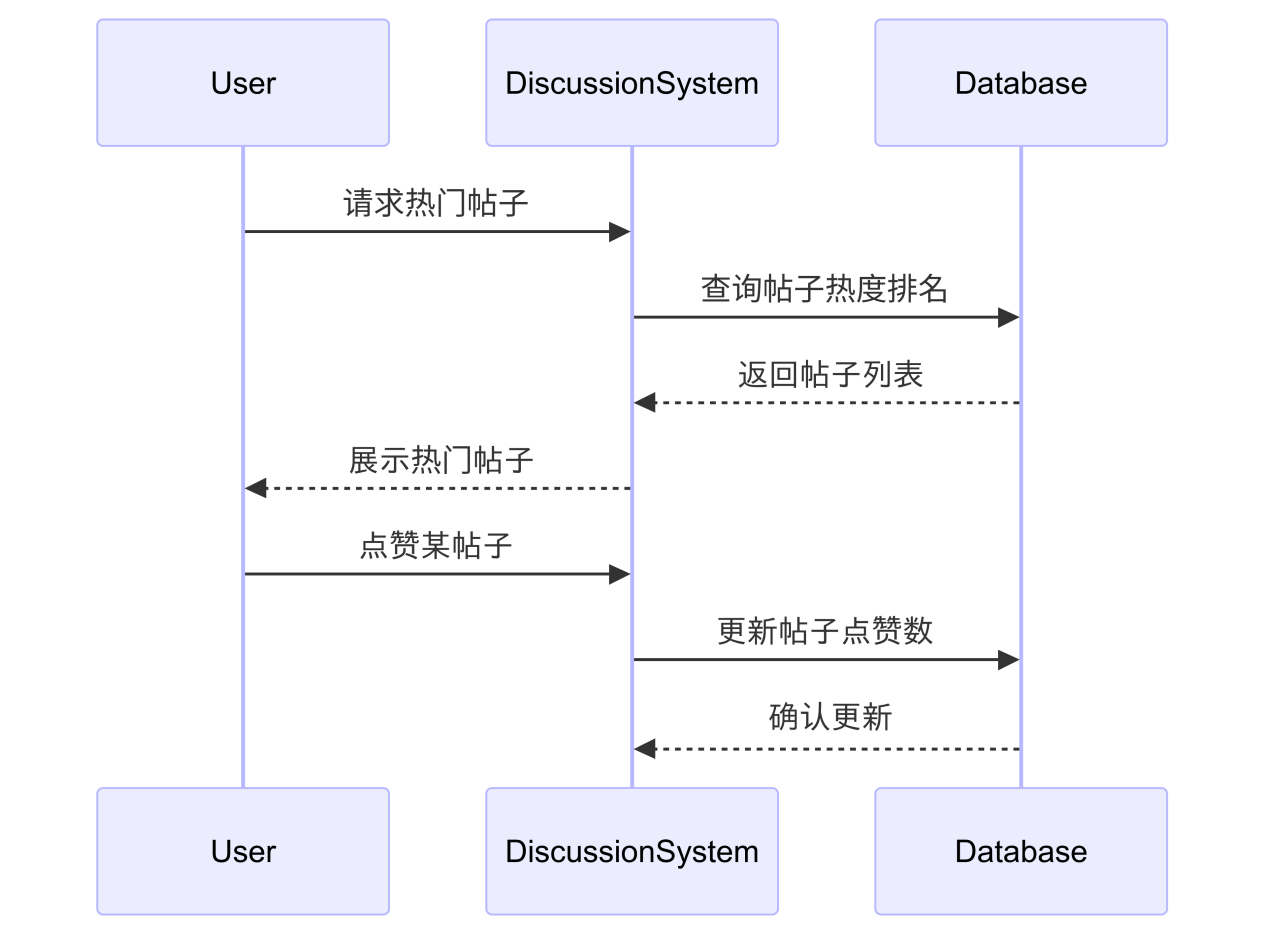 User
DiscussionSystem
Database
请求热门帖子
查询帖子热度排名
返回帖子列表
展示热门帖子
点赞某帖子
更新帖子点赞数
确认更新
User
DiscussionSystem
Database